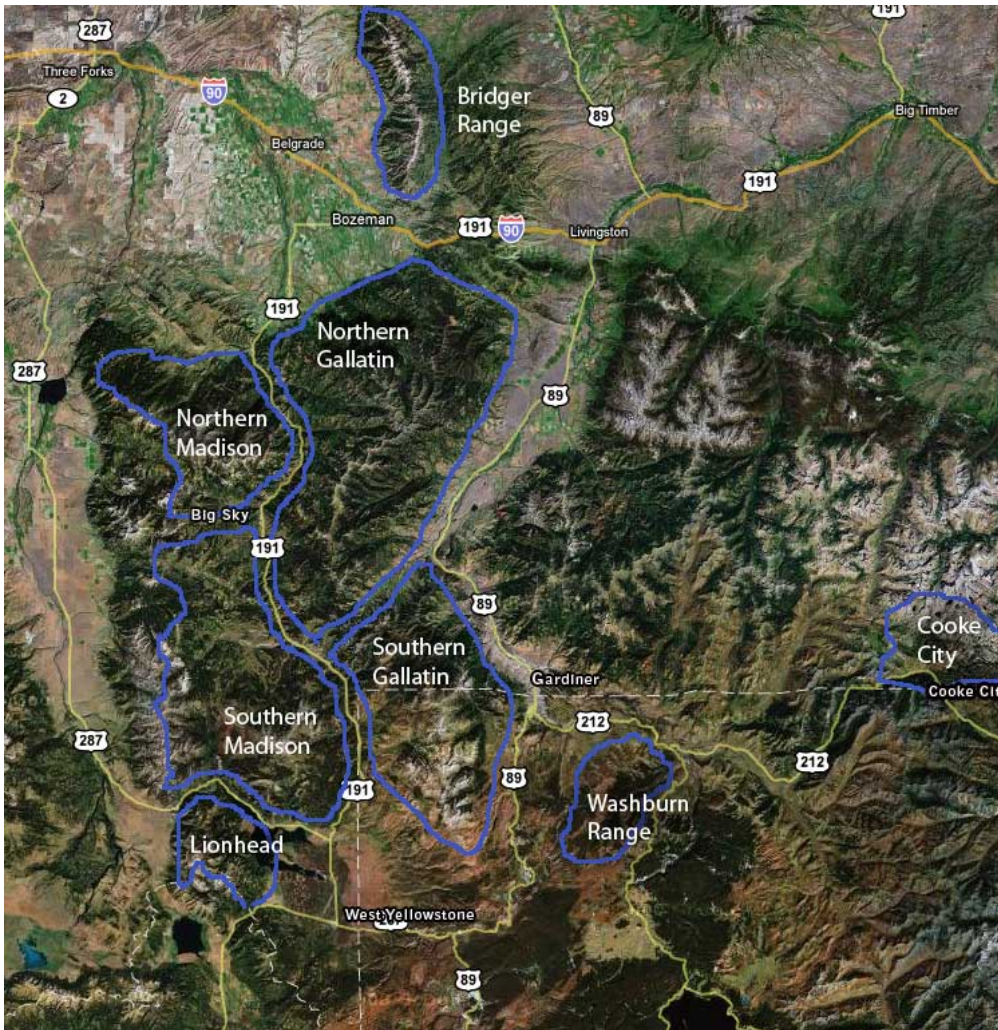 191
287
Three Forks
2
90
Bridger
Range
89
Big Timber
Belgrade
191
Bozeman
191
90
Livingston
191
Northern
Gallatin
287
89
Northern
Madison
Big Sky
191
89
Southern
Gallatin
Cooke
City
Gardiner
Cooke Cit
Southern
Madison
212
287
212
89
191
Washburn
Range
Lionhead
West Yellowstone
89